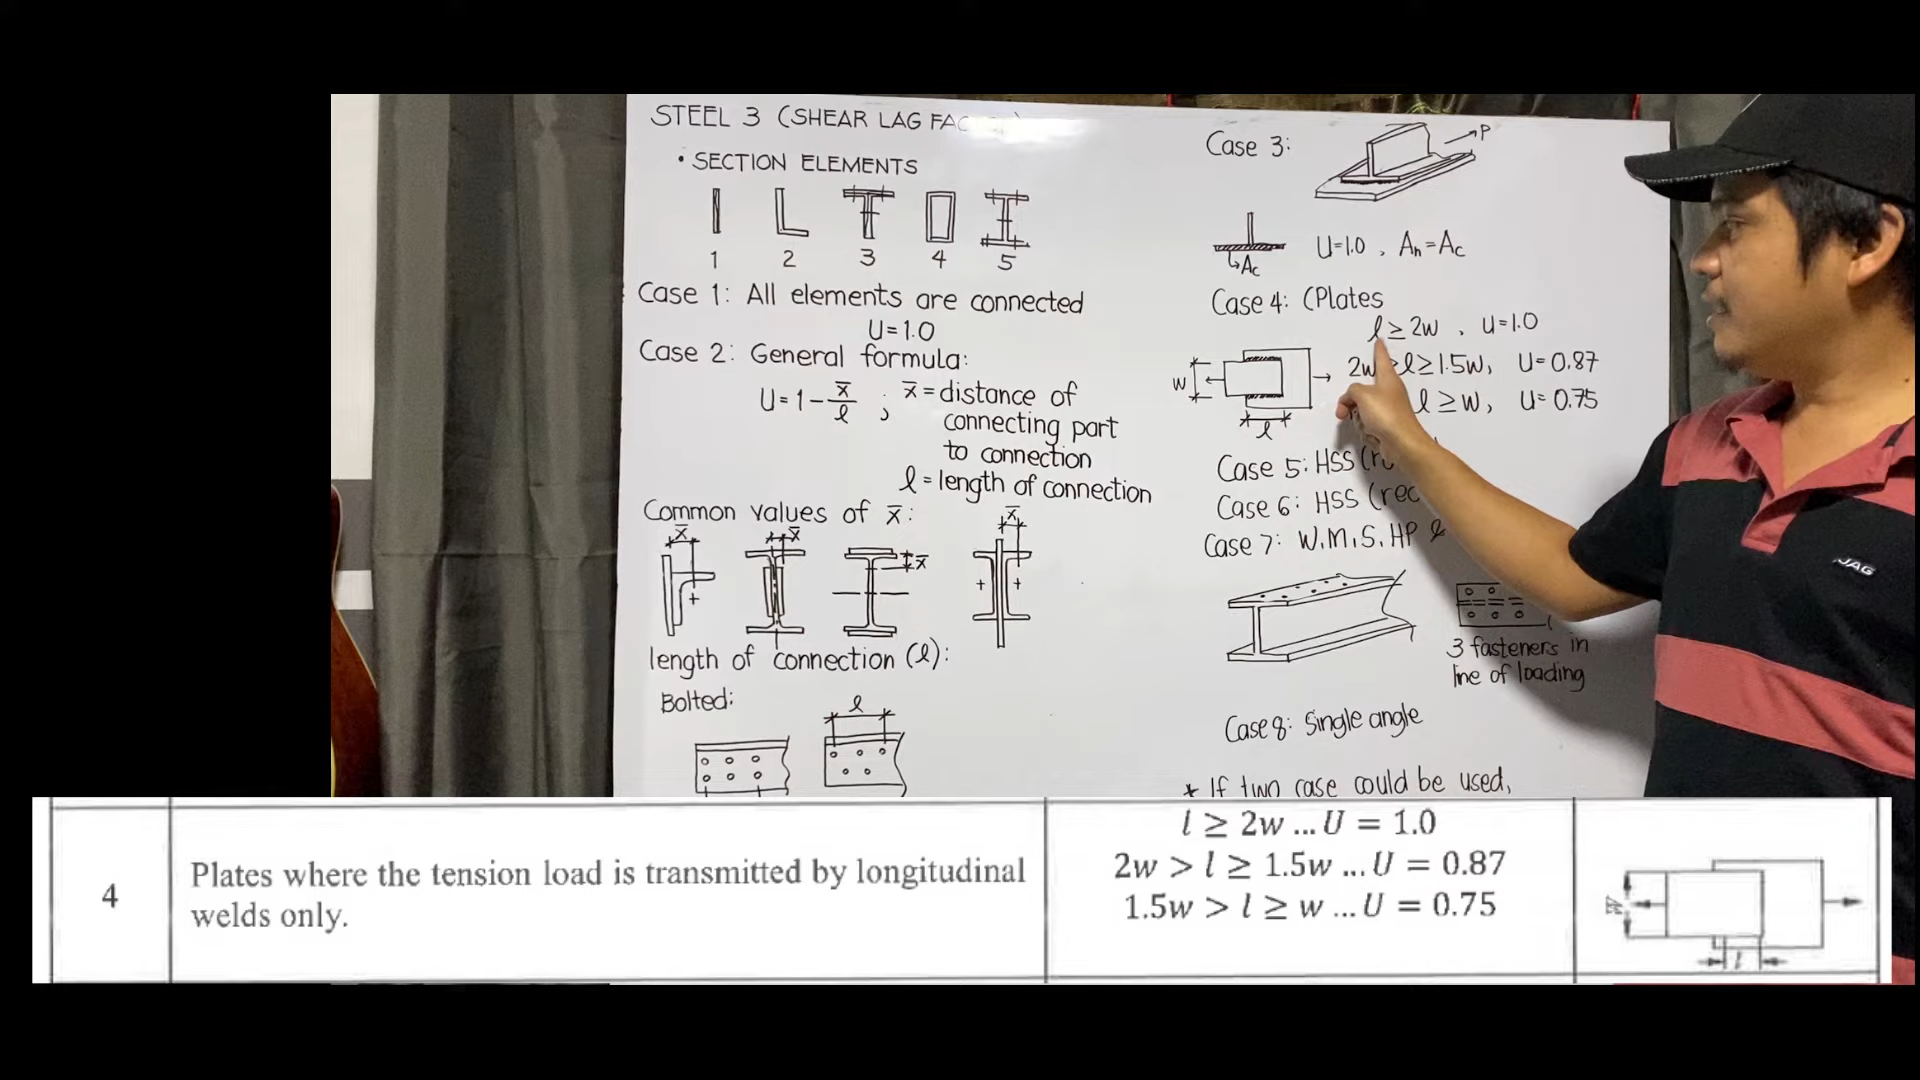 STEEL 3 (SHEAR LAG
• SECTION ELEMENTS
1 2 3 4 5
Case 1: All elements are connected
U=1.0
Case 2: General formula:
U = 1 - x̄/ℓ ; x̄ = distance of
connecting part
to connection
ℓ = length of connection
Common values of x̄:
x̄ x̄ x̄ x̄
length of connection (ℓ):
Bolted:
ℓ
Case 3:
P
Ac
U=1.0 , An=Ac
Case 4: (Plates
ℓ ≥ 2w , U=1.0
2w ≥ ℓ ≥ 1.5w, U=0.87
ℓ ≥ w, U=0.75
w
ℓ
Case 5: HSS
Case 6: HSS
Case 7: W,M,S,HP &
3 fasteners in
line of loading
Case 8: Single angle
* If two case could be used,
JAG
4
Plates where the tension load is transmitted by longitudinal
welds only.
l ≥ 2w ... U = 1.0
2w > l ≥ 1.5w ... U = 0.87
1.5w > l ≥ w ... U = 0.75
w
l